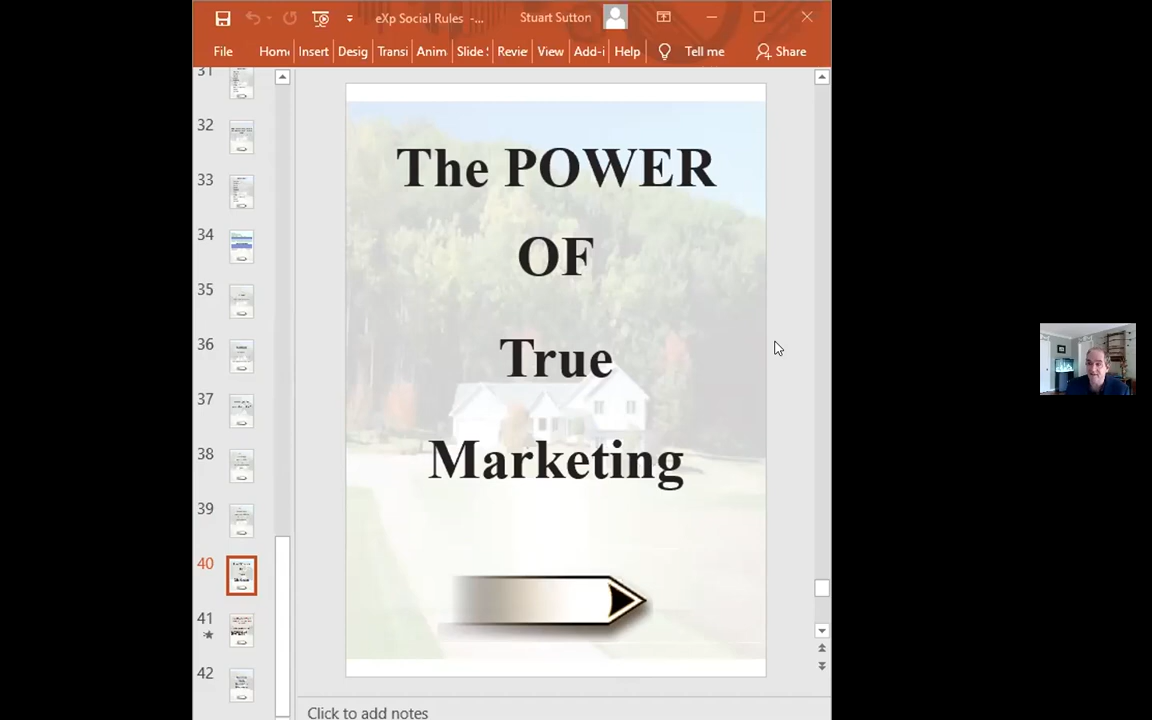 eXp Social Rules -...
Stuart Sutton
File
Hom
Insert
Desig
Transi
Anim
Slide
Revie
View
Add-i
Help
Tell me
Share
31
32
33
34
35
36
37
38
39
40
41
42
The POWER
OF
True
Marketing
Click to add notes